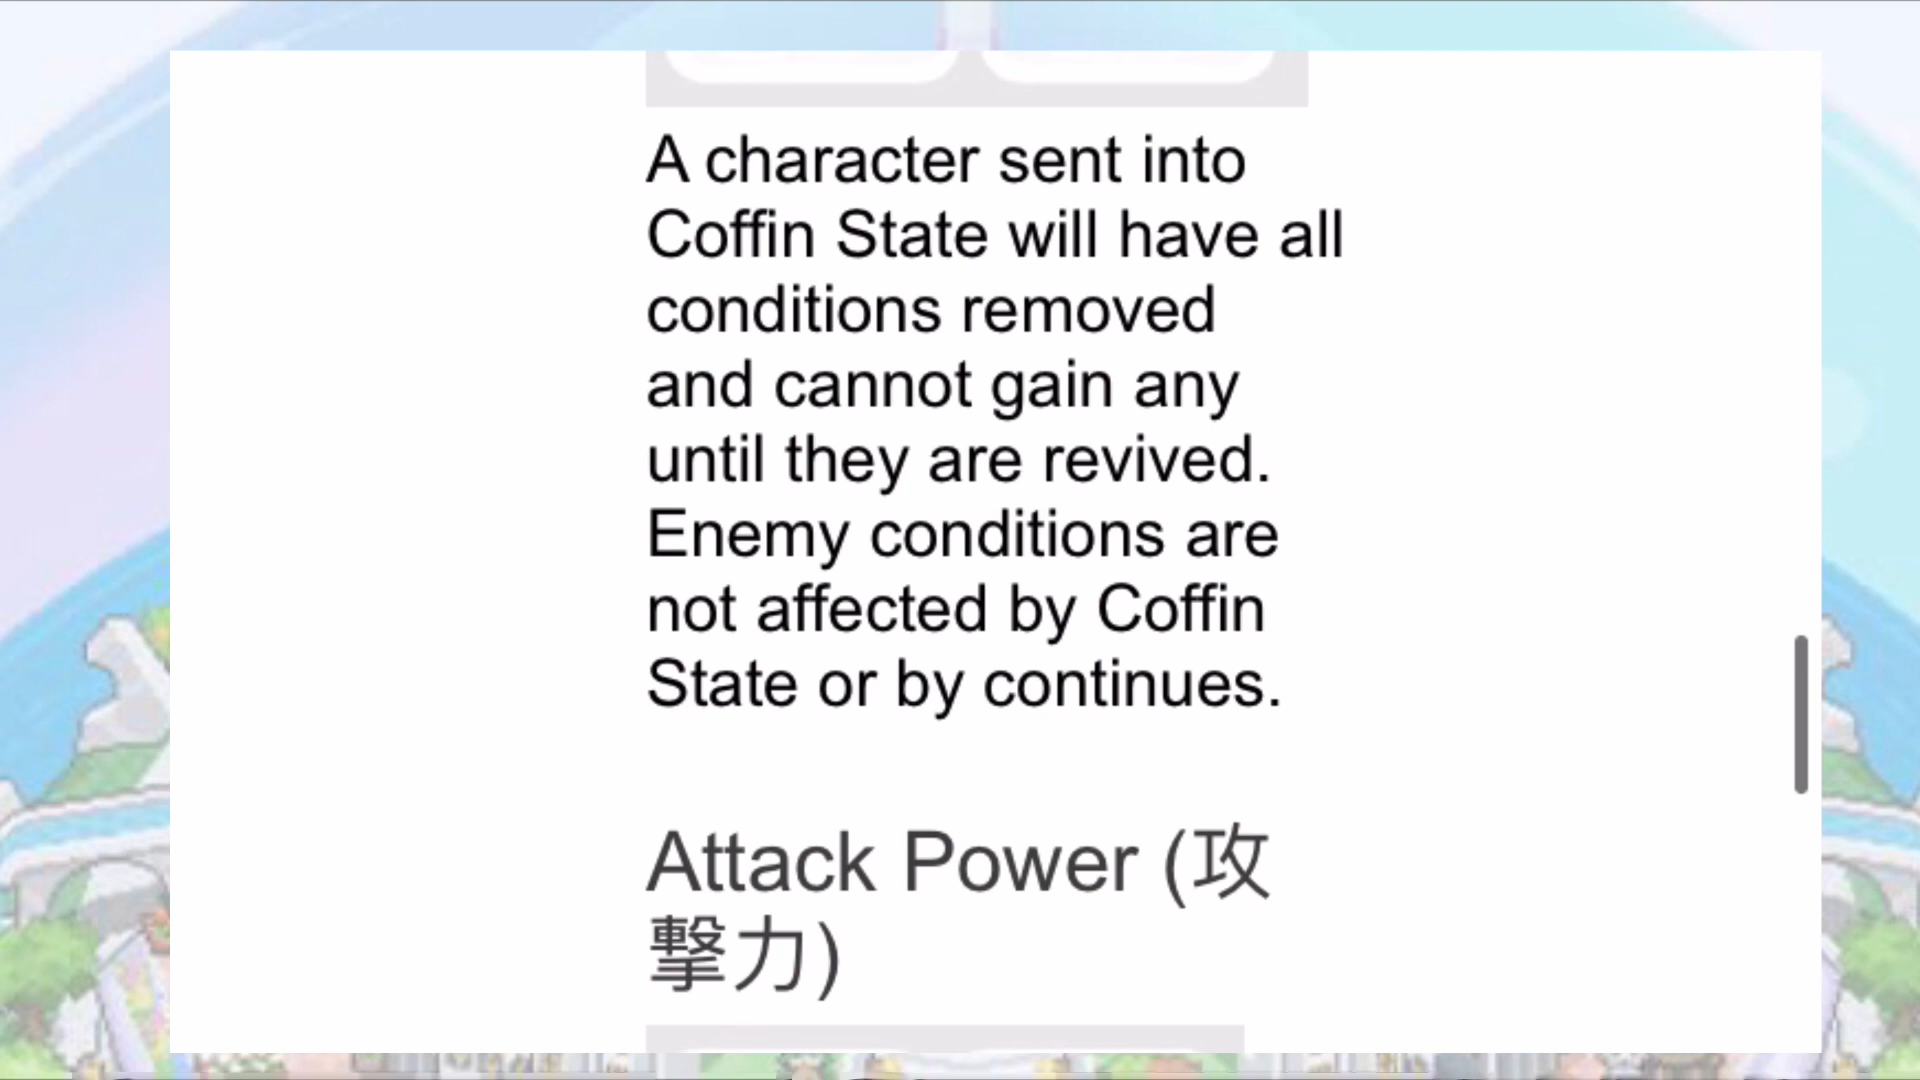 A character sent into
Coffin State will have all
conditions removed
and cannot gain any
until they are revived.
Enemy conditions are
not affected by Coffin
State or by continues.
Attack Power (攻
撃力)